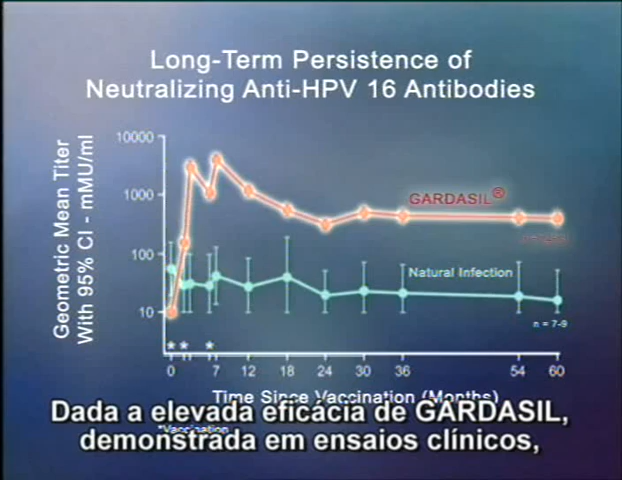 Long-Term Persistence of
Neutralizing Anti-HPV 16 Antibodies
Geometric Mean Titer
With 95% CI - mMU/ml
10000
1000
100
10
GARDASIL®
Natural Infection
n = 7-9
* * *
0 7 12 18 24 30 36 54 60
Time Since Vaccination (Months)
*Vaccination
Dada a elevada eficácia de GARDASIL,
demonstrada em ensaios clínicos,